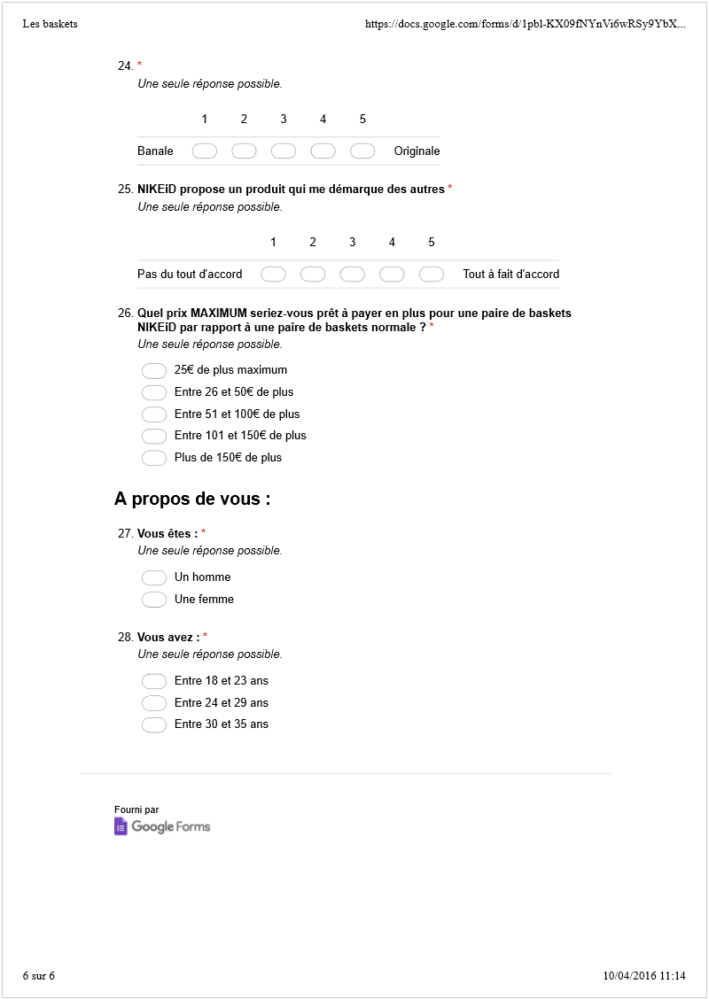 Les baskets https://docs.google.com/forms/d/1pbl-KX09fNYnVi6wRSy9YbX...
24. *
Une seule réponse possible.
1 2 3 4 5
Banale Originale
25. NIKEiD propose un produit qui me démarque des autres *
Une seule réponse possible.
1 2 3 4 5
Pas du tout d'accord Tout à fait d'accord
26. Quel prix MAXIMUM seriez-vous prêt à payer en plus pour une paire de baskets
NIKEiD par rapport à une paire de baskets normale ? *
Une seule réponse possible.
25€ de plus maximum
Entre 26 et 50€ de plus
Entre 51 et 100€ de plus
Entre 101 et 150€ de plus
Plus de 150€ de plus
A propos de vous :
27. Vous êtes : *
Une seule réponse possible.
Un homme
Une femme
28. Vous avez : *
Une seule réponse possible.
Entre 18 et 23 ans
Entre 24 et 29 ans
Entre 30 et 35 ans
Fourni par
Google Forms
6 sur 6 10/04/2016 11:14